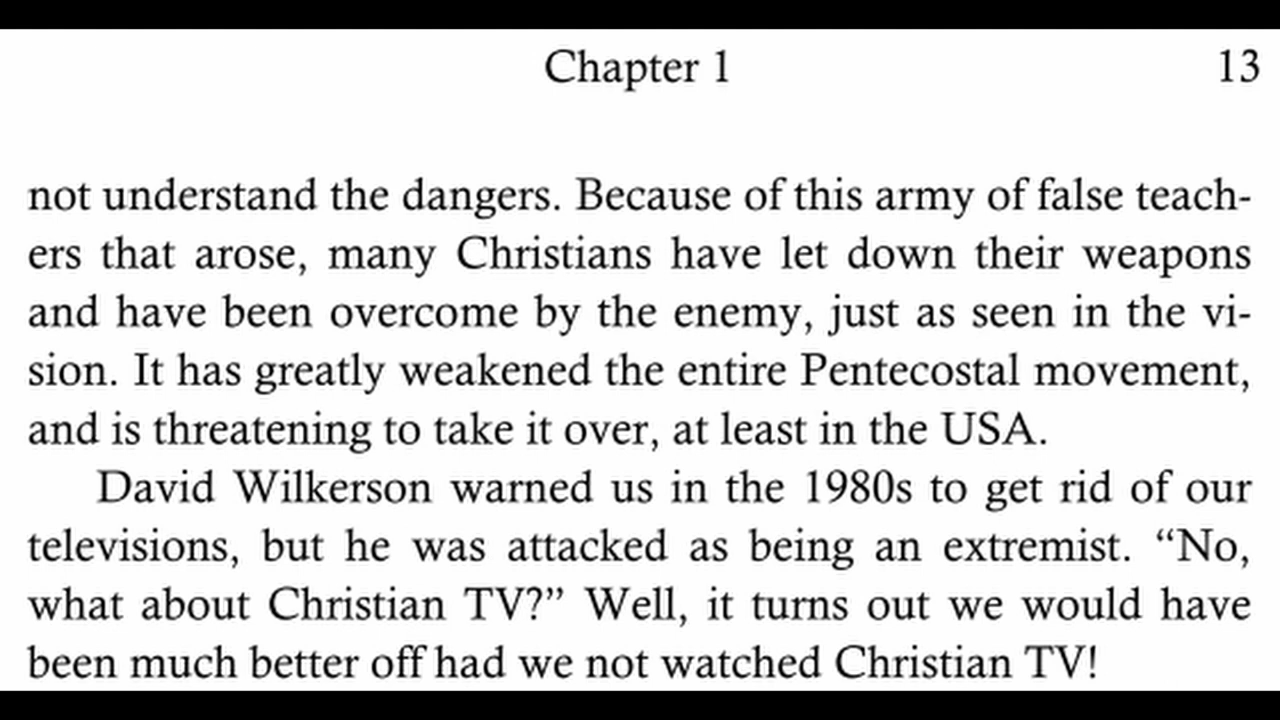 Chapter 1 13
not understand the dangers. Because of this army of false teach-
ers that arose, many Christians have let down their weapons
and have been overcome by the enemy, just as seen in the vi-
sion. It has greatly weakened the entire Pentecostal movement,
and is threatening to take it over, at least in the USA.
David Wilkerson warned us in the 1980s to get rid of our
televisions, but he was attacked as being an extremist. “No,
what about Christian TV?” Well, it turns out we would have
been much better off had we not watched Christian TV!